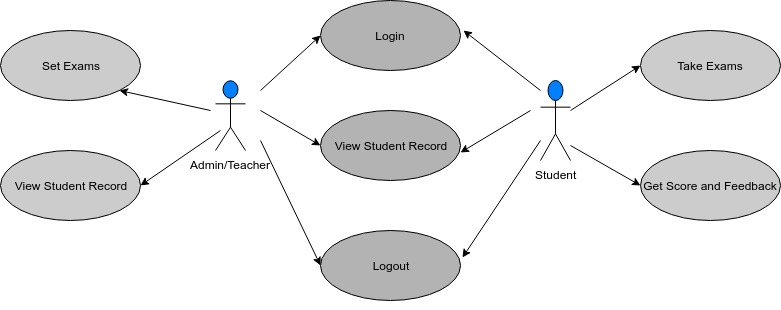 Login
Set Exams
Take Exams
View Student Record
Admin/Teacher
Student
View Student Record
Get Score and Feedback
Logout